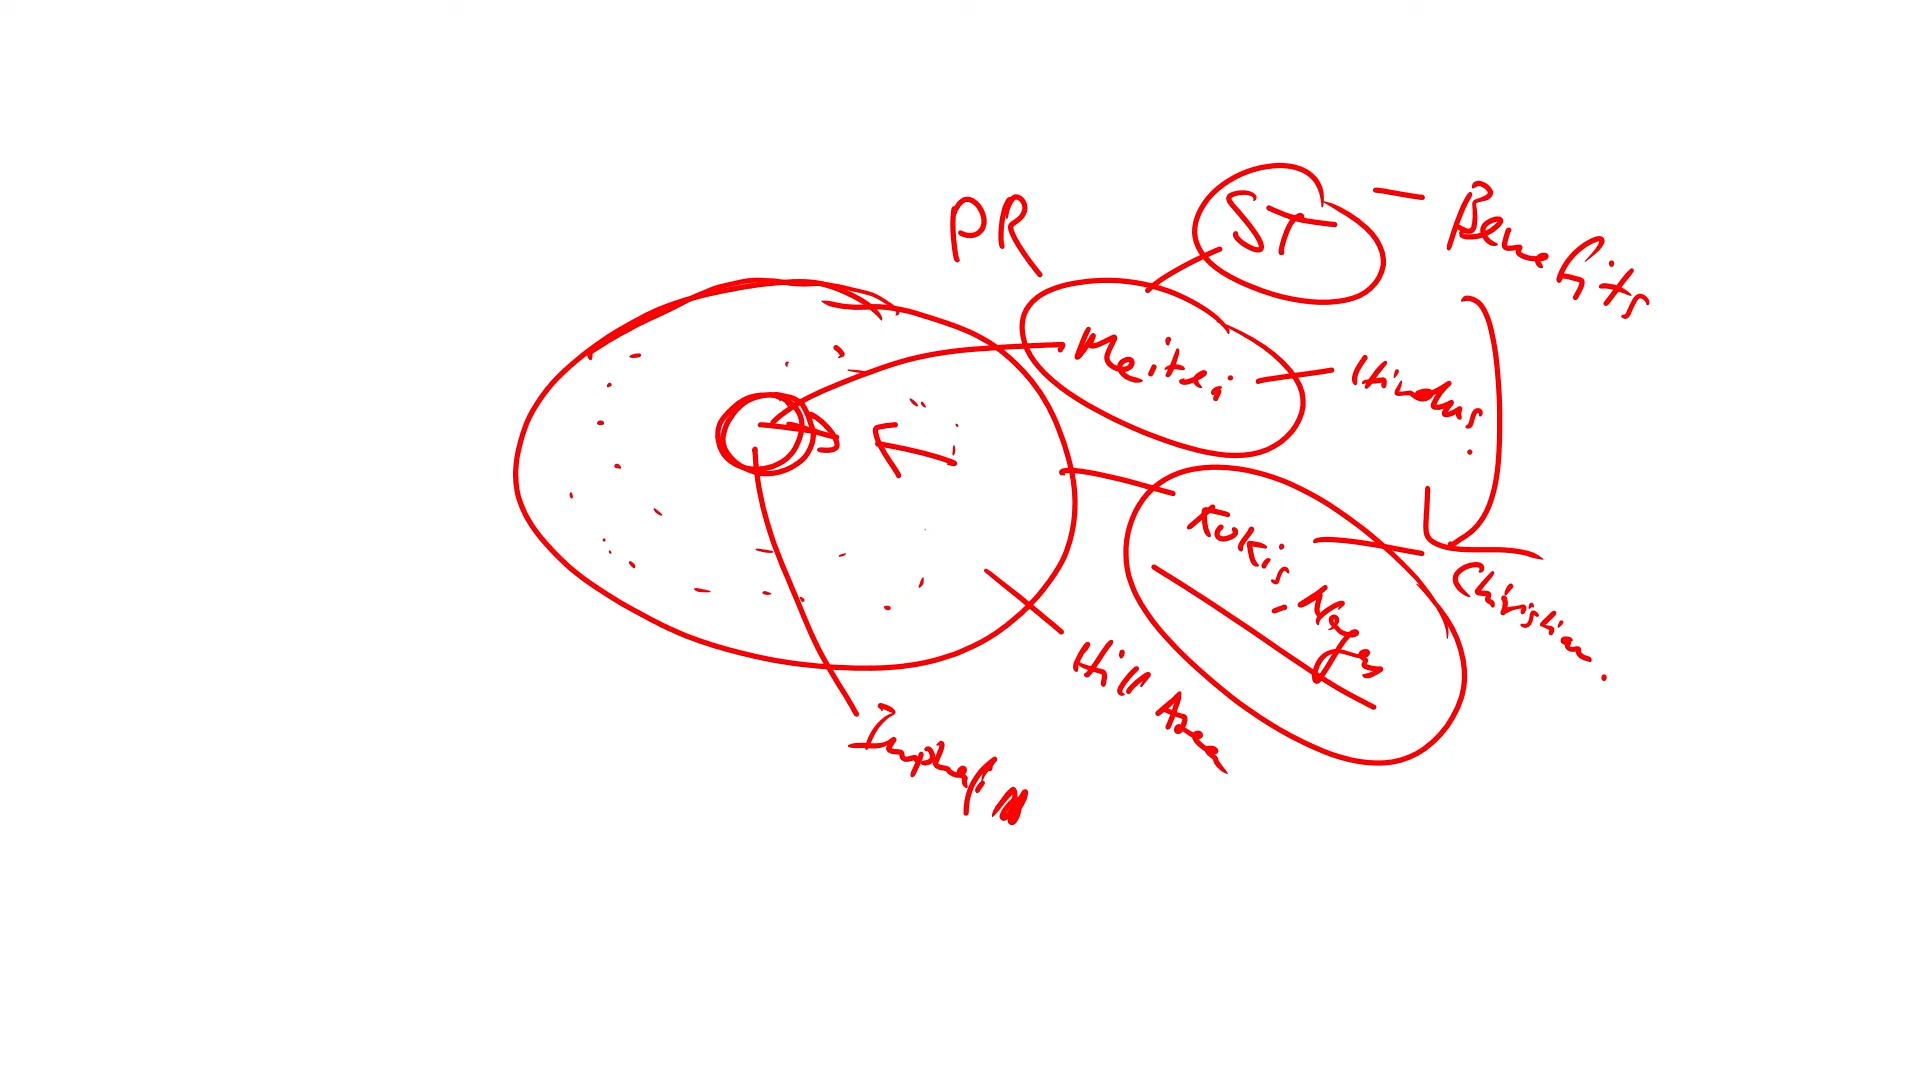 PR
ST - Benefits
Meitei - Hindus.
Kukis, Nagas
Christian.
Hill Area
Imphal